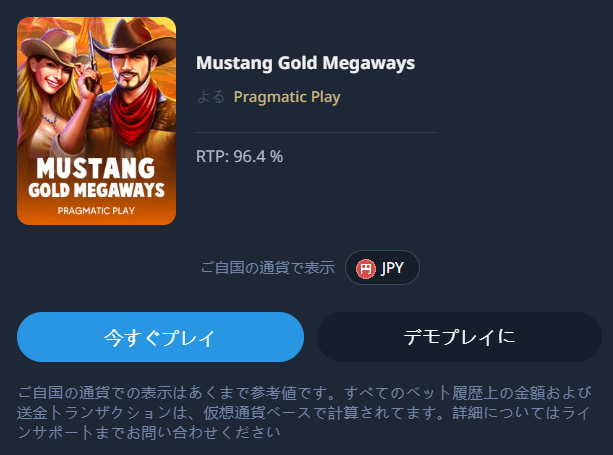 MUSTANG
GOLD MEGAWAYS
PRAGMATIC PLAY
Mustang Gold Megaways
よる Pragmatic Play
RTP: 96.4 %
ご自国の通貨で表示 円 JPY
今すぐプレイ
デモプレイに
ご自国の通貨での表示はあくまで参考値です。すべてのベット履歴上の金額および
送金トランザクションは、仮想通貨ベースで計算されてます。詳細についてはライ
ンサポートまでお問い合わせください